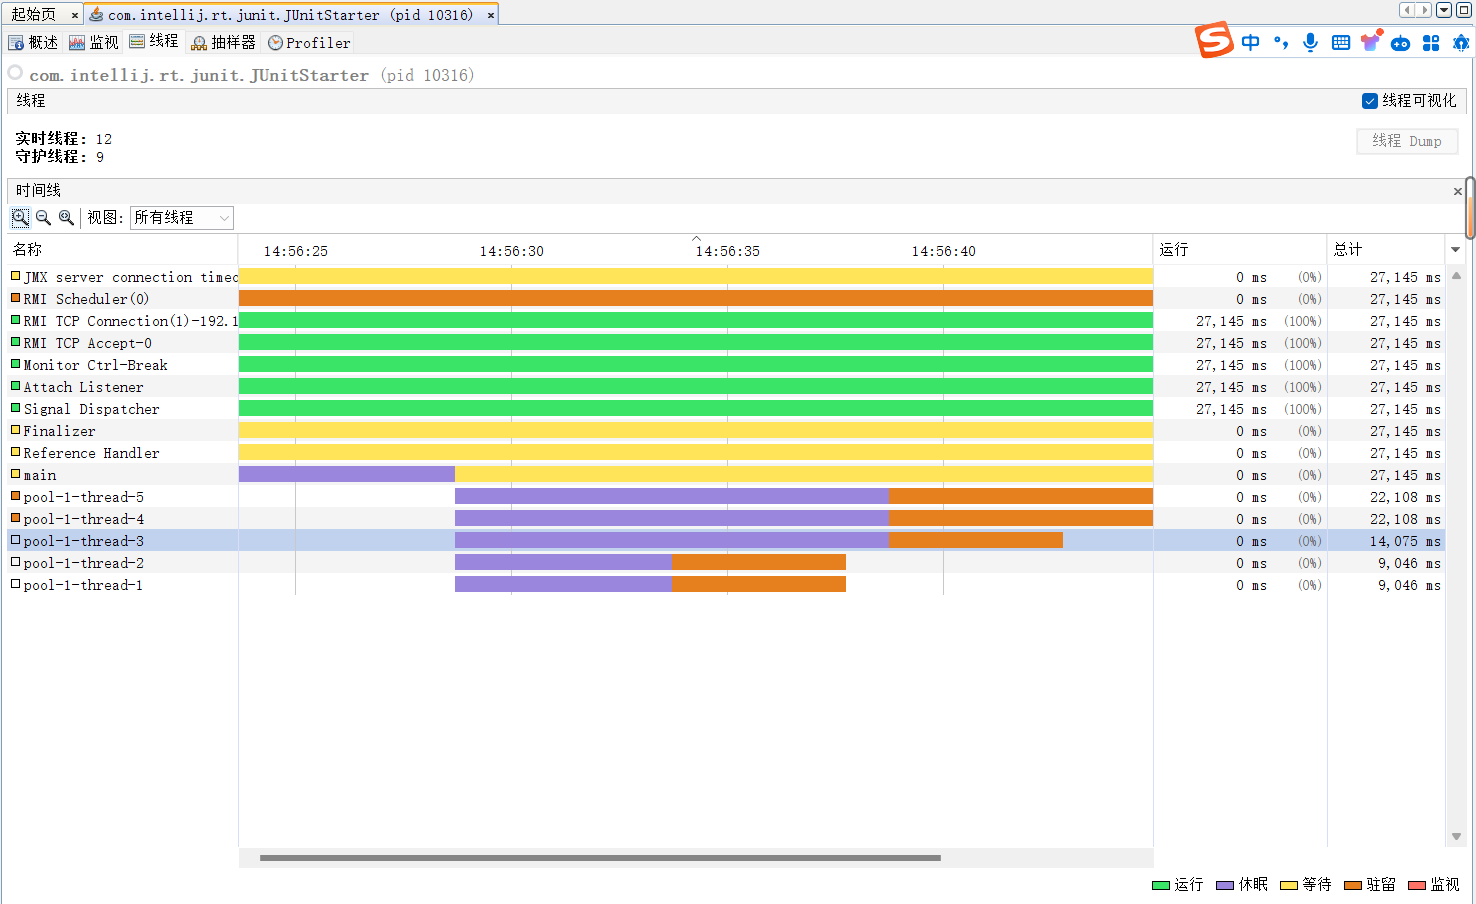 起始页 × com.intellij.rt.junit.JUnitStarter (pid 10316) ×
概述 监视 线程 抽样器 Profiler
S 中
com.intellij.rt.junit.JUnitStarter (pid 10316)
线程 线程可视化
实时线程: 12
守护线程: 9
线程 Dump
时间线 ×
视图: 所有线程
名称 14:56:25 14:56:30 14:56:35 14:56:40 运行 总计
JMX server connection timeo 0 ms (0%) 27,145 ms
RMI Scheduler(0) 0 ms (0%) 27,145 ms
RMI TCP Connection(1)-192.1 27,145 ms (100%) 27,145 ms
RMI TCP Accept-0 27,145 ms (100%) 27,145 ms
Monitor Ctrl-Break 27,145 ms (100%) 27,145 ms
Attach Listener 27,145 ms (100%) 27,145 ms
Signal Dispatcher 27,145 ms (100%) 27,145 ms
Finalizer 0 ms (0%) 27,145 ms
Reference Handler 0 ms (0%) 27,145 ms
main 0 ms (0%) 27,145 ms
pool-1-thread-5 0 ms (0%) 22,108 ms
pool-1-thread-4 0 ms (0%) 22,108 ms
pool-1-thread-3 0 ms (0%) 14,075 ms
pool-1-thread-2 0 ms (0%) 9,046 ms
pool-1-thread-1 0 ms (0%) 9,046 ms
运行 休眠 等待 驻留 监视